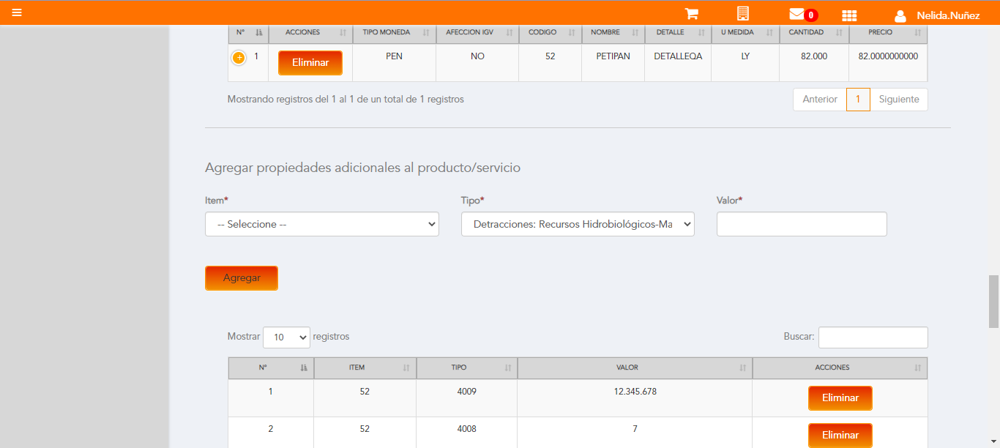 0 Nelida.Nuñez
N° ACCIONES TIPO MONEDA AFECCION IGV CODIGO NOMBRE DETALLE U MEDIDA CANTIDAD PRECIO
+ 1 Eliminar PEN NO 52 PETIPAN DETALLEQA LY 82.000 82.0000000000
Mostrando registros del 1 al 1 de un total de 1 registros Anterior 1 Siguiente
Agregar propiedades adicionales al producto/servicio
Item* Tipo* Valor*
-- Seleccione -- Detracciones: Recursos Hidrobiológicos-Ma
Agregar
Mostrar 10 registros Buscar:
N° ITEM TIPO VALOR ACCIONES
1 52 4009 12.345.678 Eliminar
2 52 4008 7 Eliminar